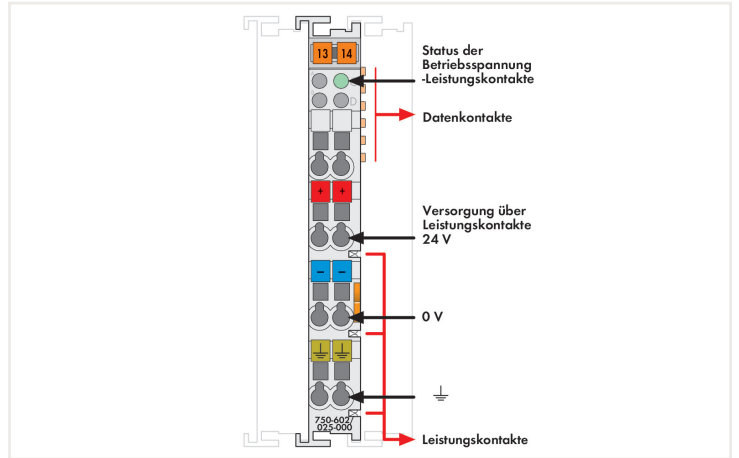 13 14
Status der
Betriebsspannung
-Leistungskontakte
D
Datenkontakte
+ +
Versorgung über
Leistungskontakte
24 V
– –
0 V
750-602/
025-000
Leistungskontakte